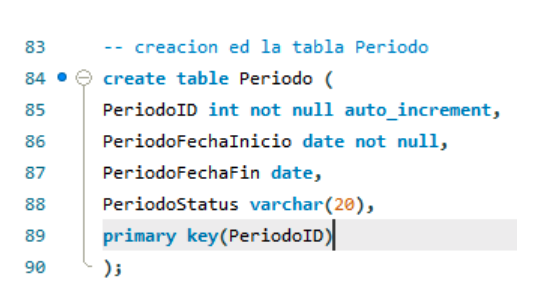 83 -- creacion ed la tabla Periodo
84 create table Periodo (
85 PeriodoID int not null auto_increment,
86 PeriodoFechaInicio date not null,
87 PeriodoFechaFin date,
88 PeriodoStatus varchar(20),
89 primary key(PeriodoID)
90 );